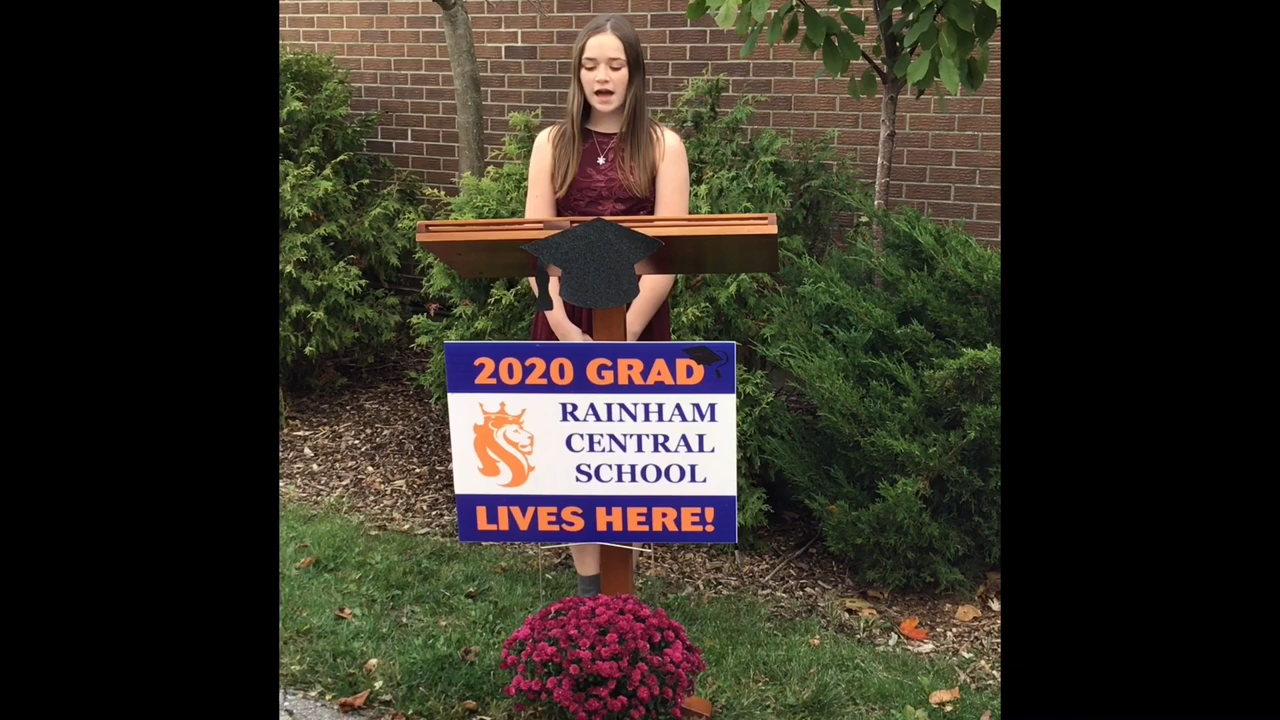 2020 GRAD
RAINHAM
CENTRAL
SCHOOL
LIVES HERE!